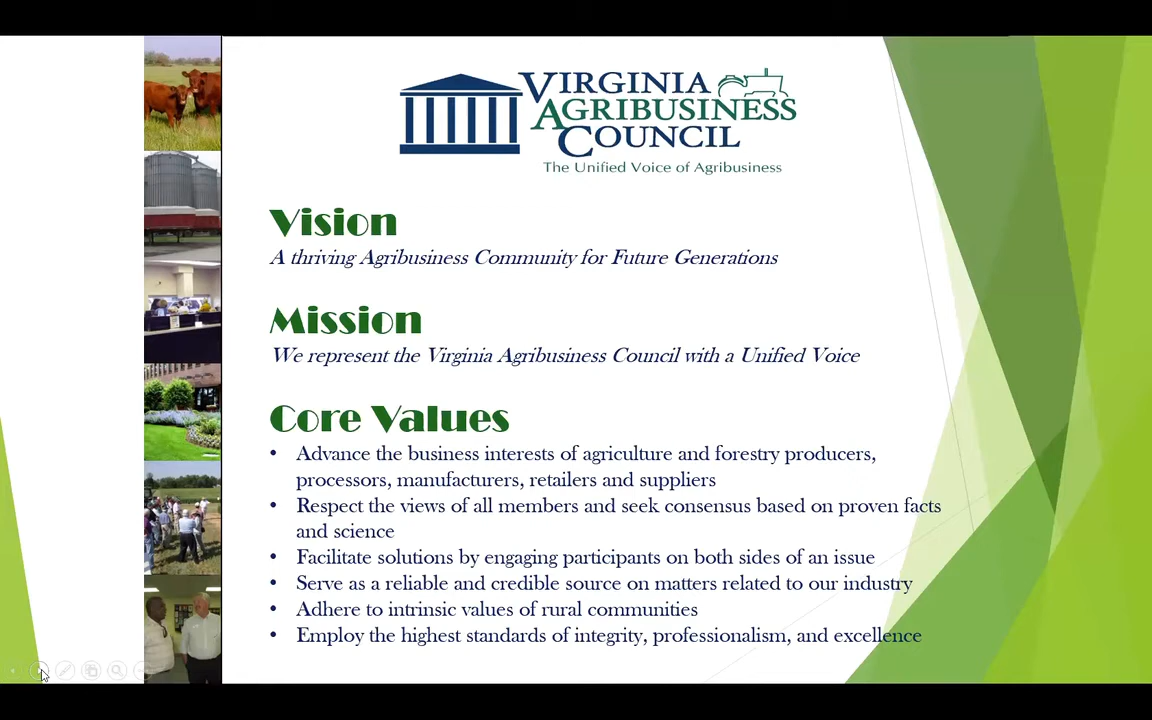 VIRGINIA
AGRIBUSINESS
COUNCIL
The Unified Voice of Agribusiness
Vision
A thriving Agribusiness Community for Future Generations
Mission
We represent the Virginia Agribusiness Council with a Unified Voice
Core Values
• Advance the business interests of agriculture and forestry producers,
processors, manufacturers, retailers and suppliers
• Respect the views of all members and seek consensus based on proven facts
and science
• Facilitate solutions by engaging participants on both sides of an issue
• Serve as a reliable and credible source on matters related to our industry
• Adhere to intrinsic values of rural communities
• Employ the highest standards of integrity, professionalism, and excellence